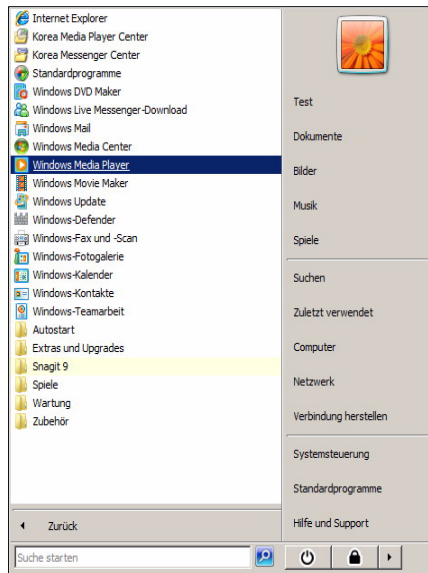 Internet Explorer
Korea Media Player Center
Korea Messenger Center
Standardprogramme
Windows DVD Maker
Windows Live Messenger-Download
Windows Mail
Windows Media Center
Windows Media Player
Windows Movie Maker
Windows Update
Windows-Defender
Windows-Fax und -Scan
Windows-Fotogalerie
Windows-Kalender
Windows-Kontakte
Windows-Teamarbeit
Autostart
Extras und Upgrades
Snagit 9
Spiele
Wartung
Zubehör
Zurück
Suche starten
Test
Dokumente
Bilder
Musik
Spiele
Suchen
Zuletzt verwendet
Computer
Netzwerk
Verbindung herstellen
Systemsteuerung
Standardprogramme
Hilfe und Support